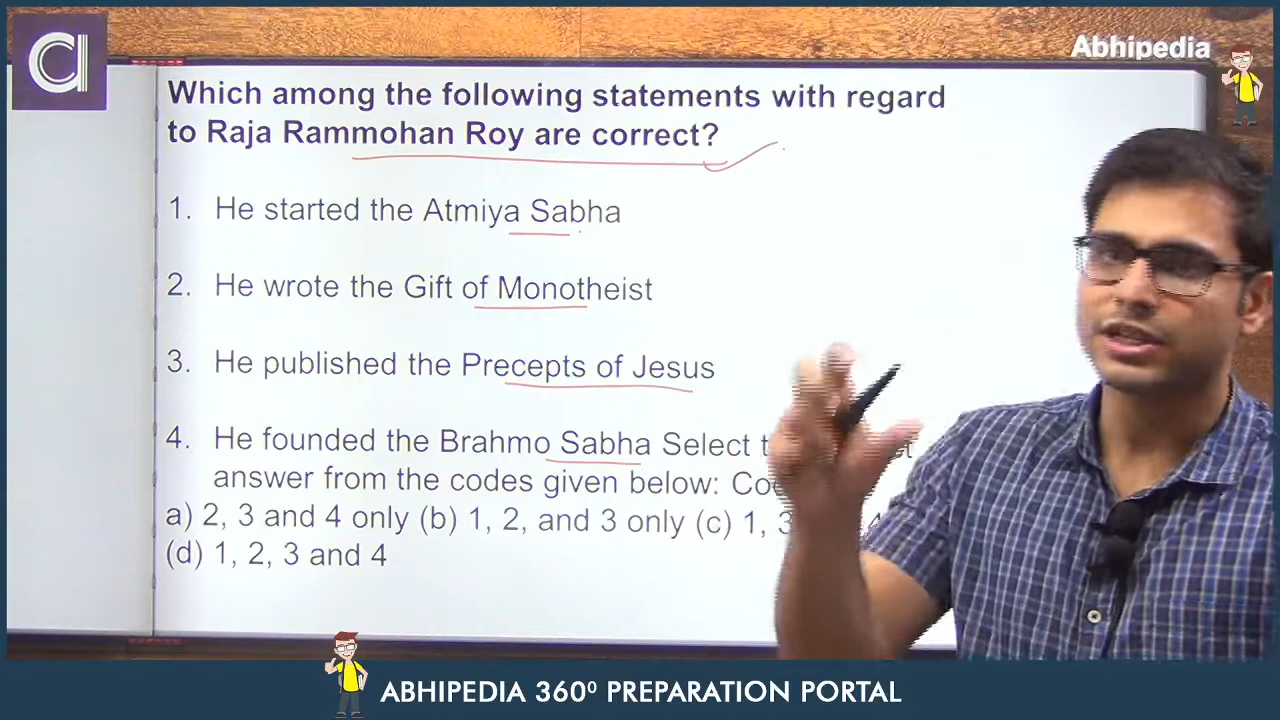 Abhipedia
Which among the following statements with regard
to Raja Rammohan Roy are correct?
1. He started the Atmiya Sabha
2. He wrote the Gift of Monotheist
3. He published the Precepts of Jesus
4. He founded the Brahmo Sabha Select
answer from the codes given below:
a) 2, 3 and 4 only (b) 1, 2, and 3 only (c) 1, 3
(d) 1, 2, 3 and 4
ABHIPEDIA 360⁰ PREPARATION PORTAL